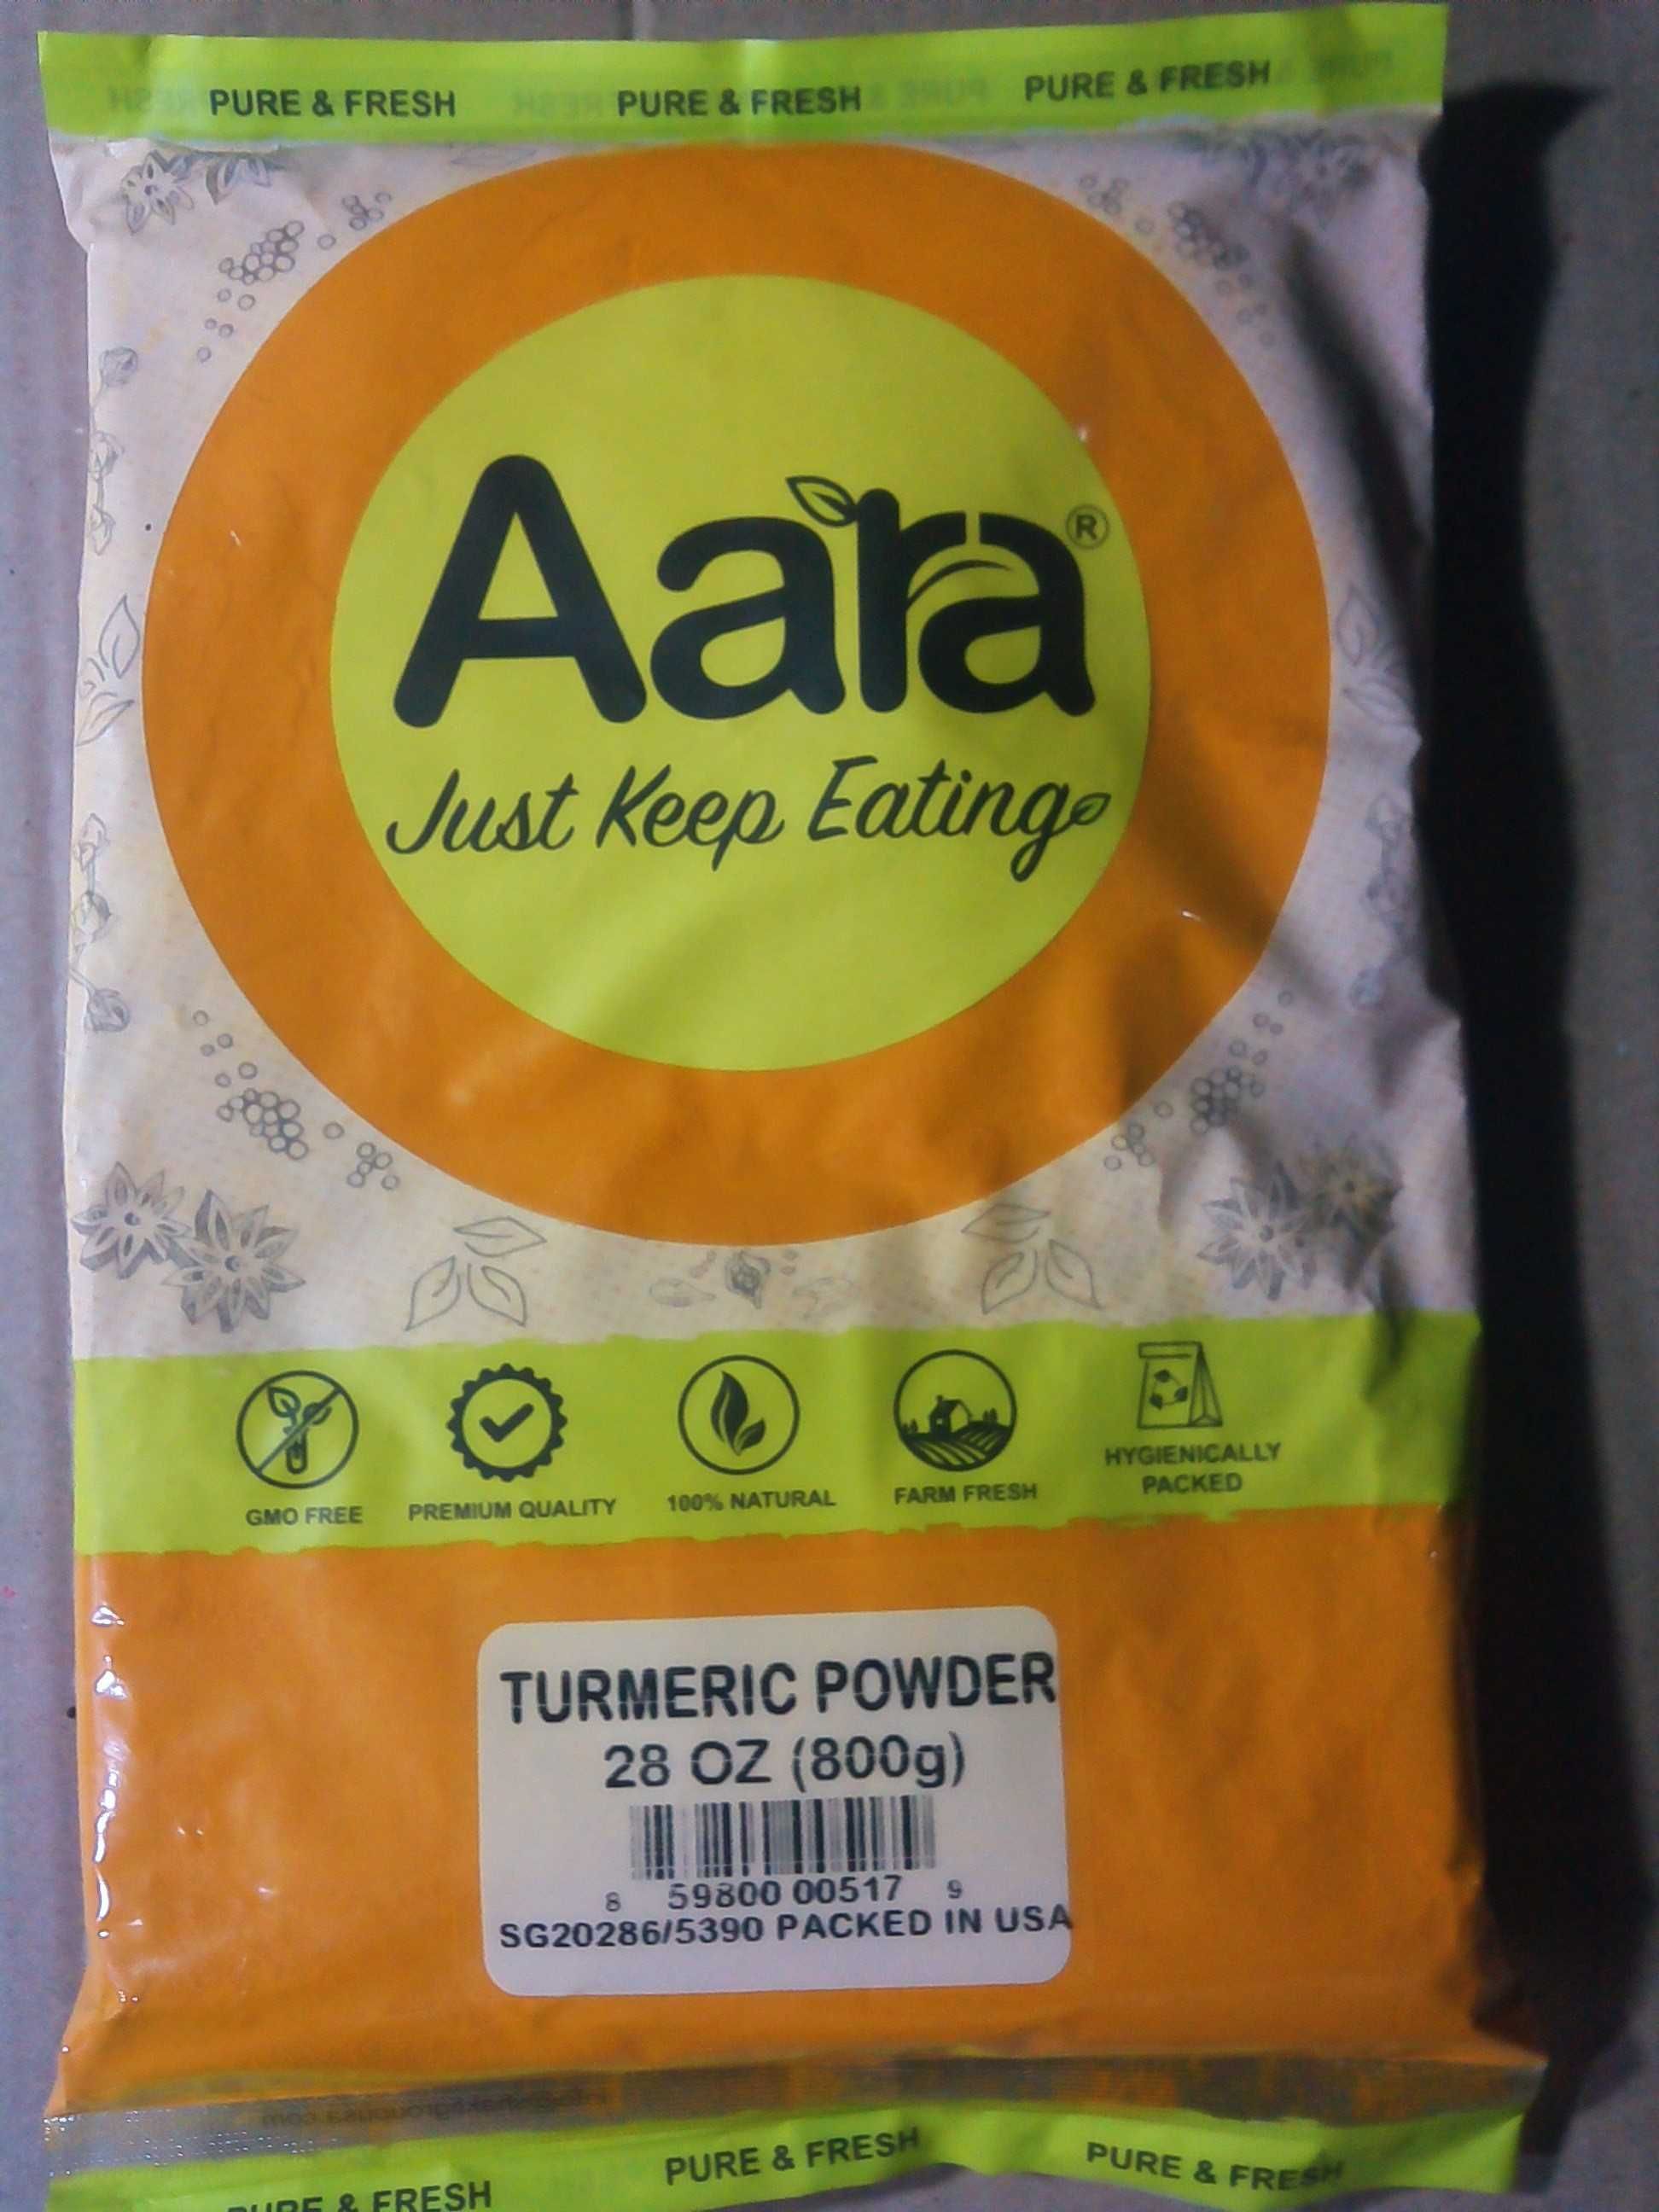 PURE & FRESH PURE & FRESH PURE & FRESH
Aara®
Just Keep Eating
GMO FREE PREMIUM QUALITY 100% NATURAL FARM FRESH HYGIENICALLY PACKED
TURMERIC POWDER
28 OZ (800g)
8 59800 00517 9
SG20286/5390 PACKED IN USA
PURE & FRESH PURE & FRESH PURE & FRESH